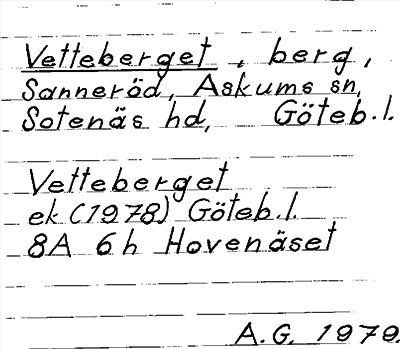 Vetteberget, berg,
Sanneröd, Askums sn,
Sotenäs hd, Göteb.l.
Vetteberget
ek (1978) Göteb.l.
8A 6h Hovenäset
A.G. 1979.